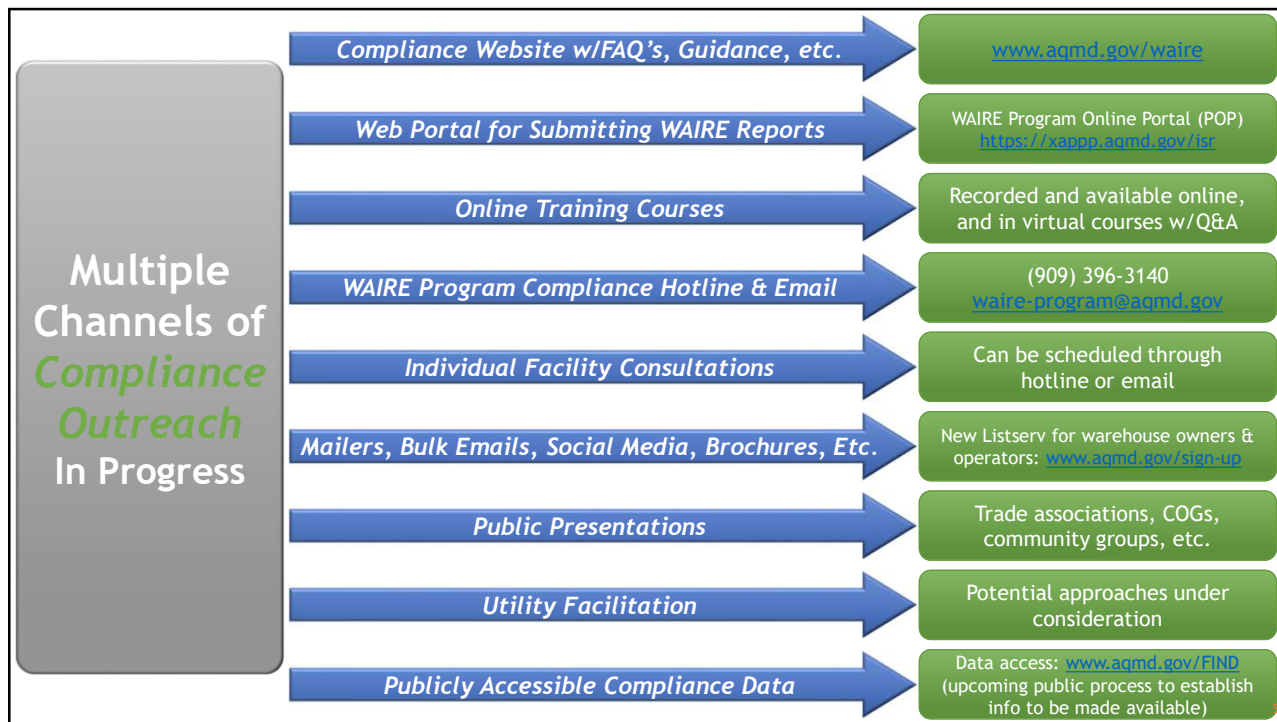 Multiple
Channels of
Compliance
Outreach
In Progress
Compliance Website w/FAQ's, Guidance, etc.
www.aqmd.gov/waire
Web Portal for Submitting WAIRE Reports
WAIRE Program Online Portal (POP)
https://xappp.aqmd.gov/isr
Online Training Courses
Recorded and available online,
and in virtual courses w/Q&A
WAIRE Program Compliance Hotline & Email
(909) 396-3140
waire-program@aqmd.gov
Individual Facility Consultations
Can be scheduled through
hotline or email
Mailers, Bulk Emails, Social Media, Brochures, Etc.
New Listserv for warehouse owners &
operators: www.aqmd.gov/sign-up
Public Presentations
Trade associations, COGs,
community groups, etc.
Utility Facilitation
Potential approaches under
consideration
Publicly Accessible Compliance Data
Data access: www.aqmd.gov/FIND
(upcoming public process to establish
info to be made available)